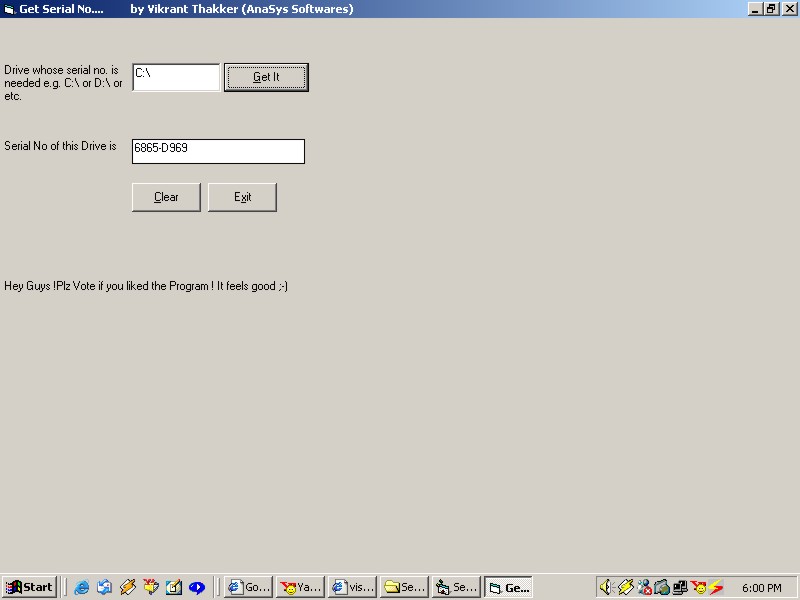 Get Serial No.... by Vikrant Thakker (AnaSys Softwares)
Drive whose serial no. is
needed e.g. C:\ or D:\ or
etc.
C:\
Get It
Serial No of this Drive is
6865-D969
Clear
Exit
Hey Guys !Plz Vote if you liked the Program ! It feels good ;-)
Start
Go...
Ya...
vis...
Se...
Se...
Ge...
6:00 PM